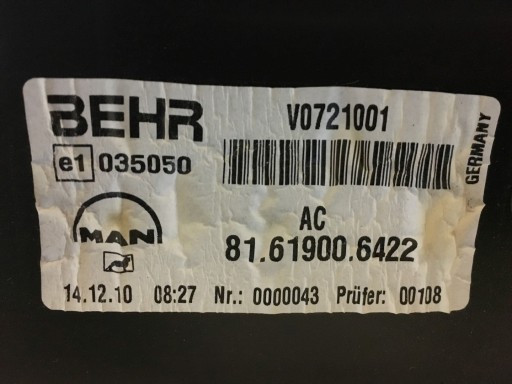 BEHR
V0721001
e1 035050
GERMANY
MAN
AC
81.61900.6422
14.12.10 08:27 Nr.: 0000043 Prüfer: 00108